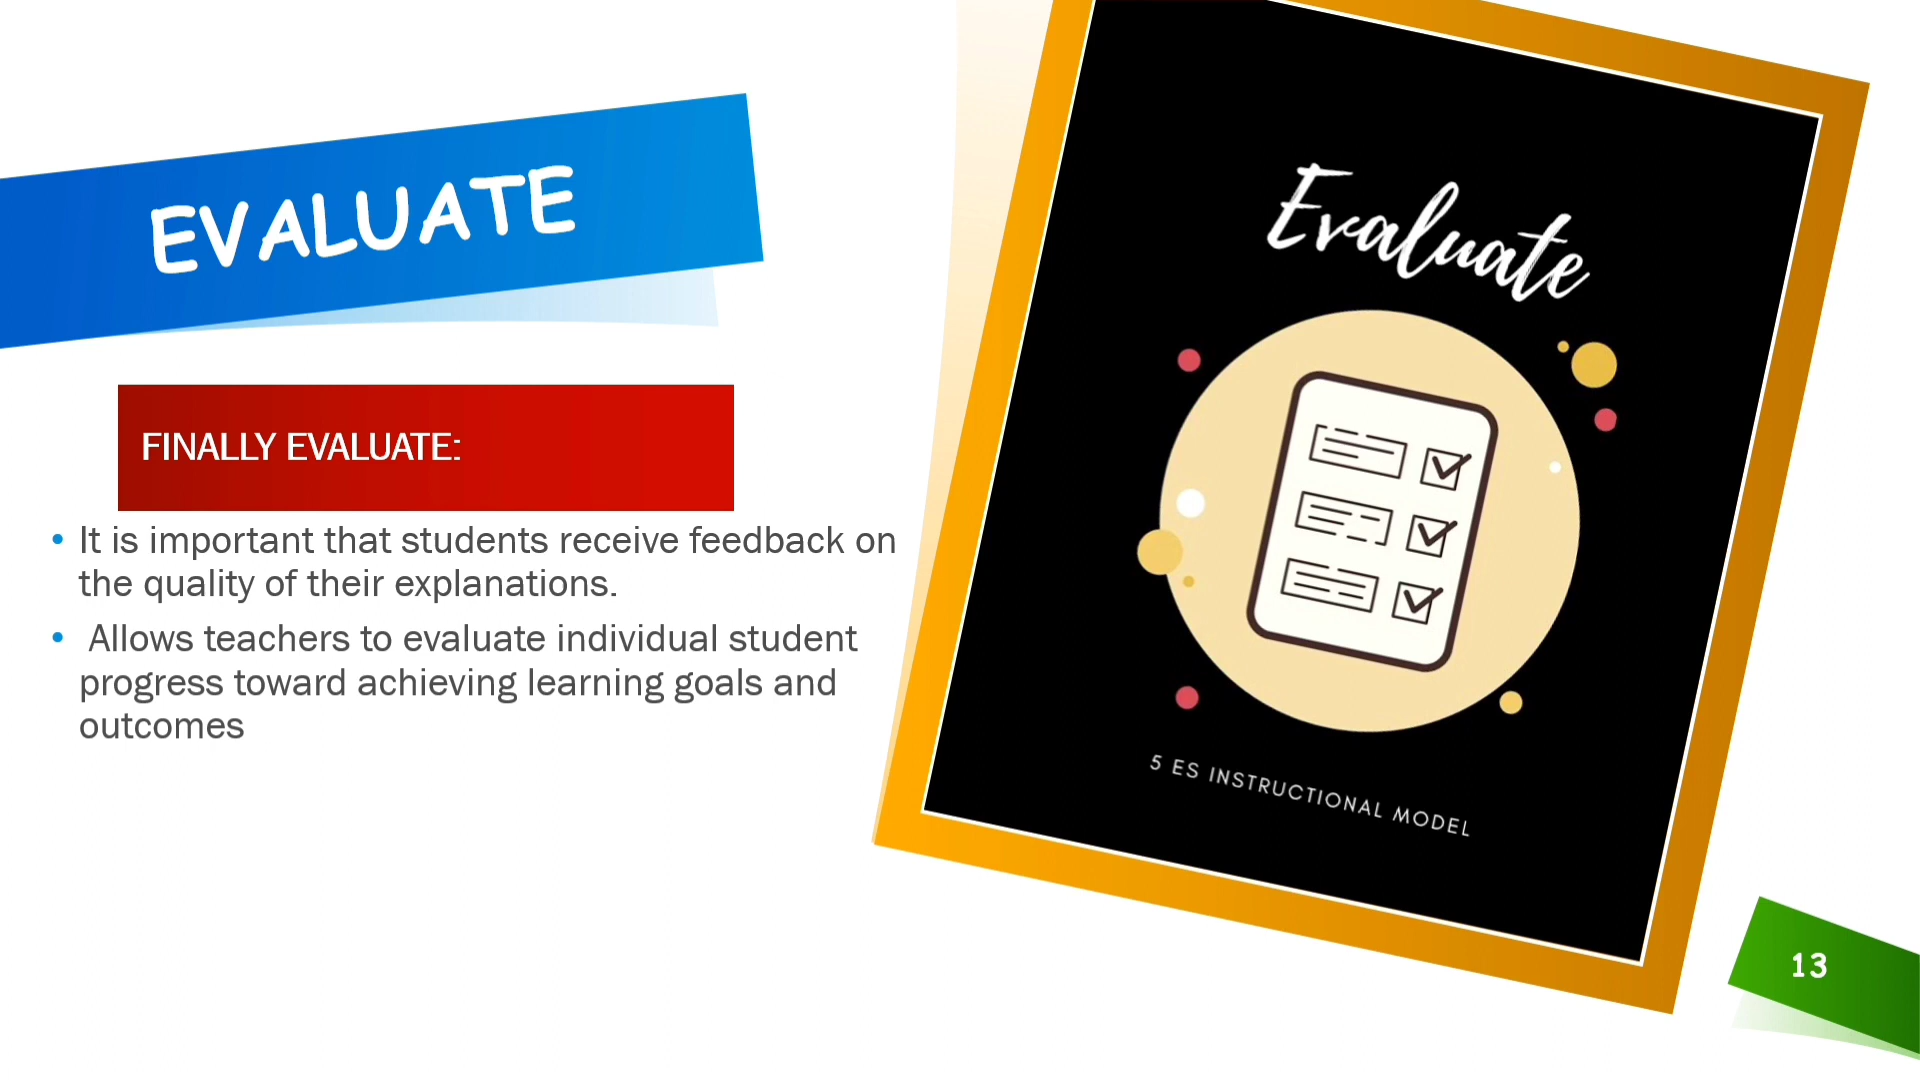 EVALUATE
FINALLY EVALUATE:
• It is important that students receive feedback on
the quality of their explanations.
• Allows teachers to evaluate individual student
progress toward achieving learning goals and
outcomes
Evaluate
5 ES INSTRUCTIONAL MODEL
13